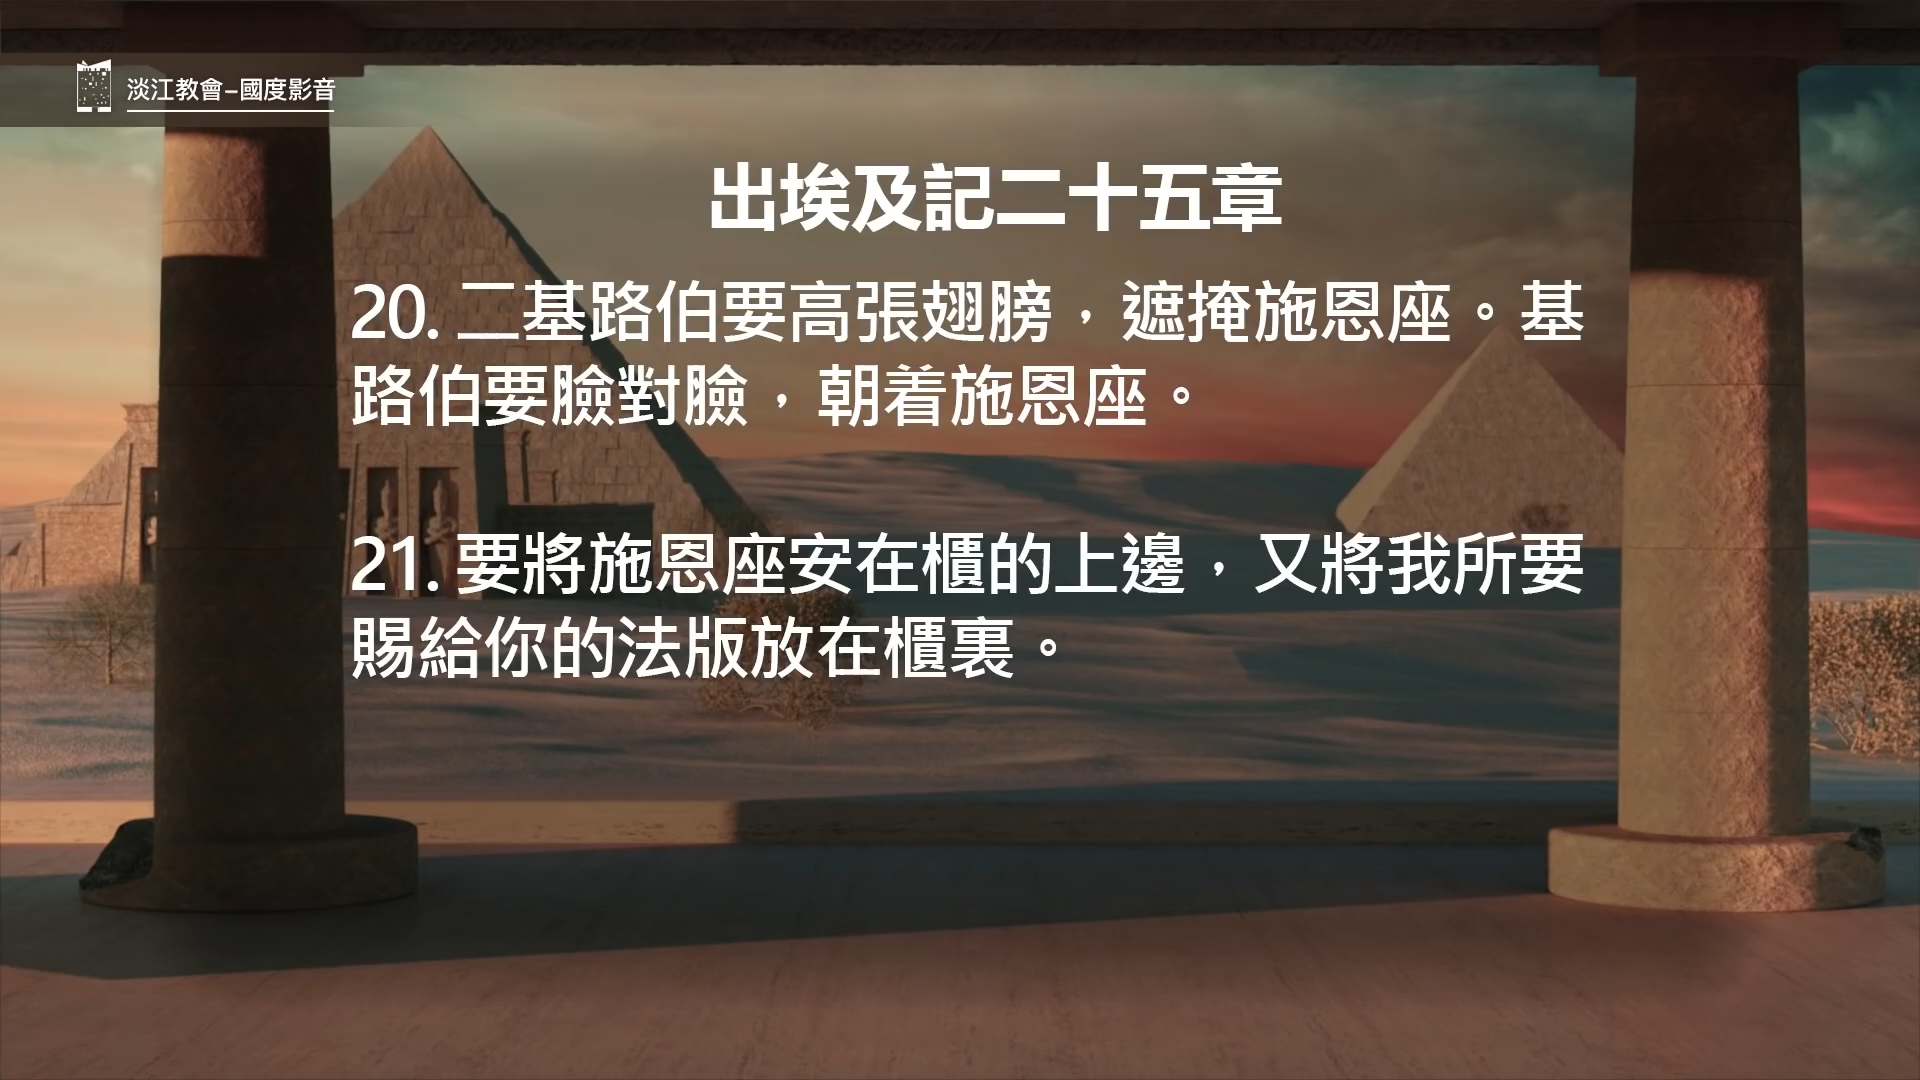 淡江教會–國度影音
出埃及記二十五章
20. 二基路伯要高張翅膀，遮掩施恩座。基
路伯要臉對臉，朝着施恩座。
21. 要將施恩座安在櫃的上邊，又將我所要
賜給你的法版放在櫃裏。